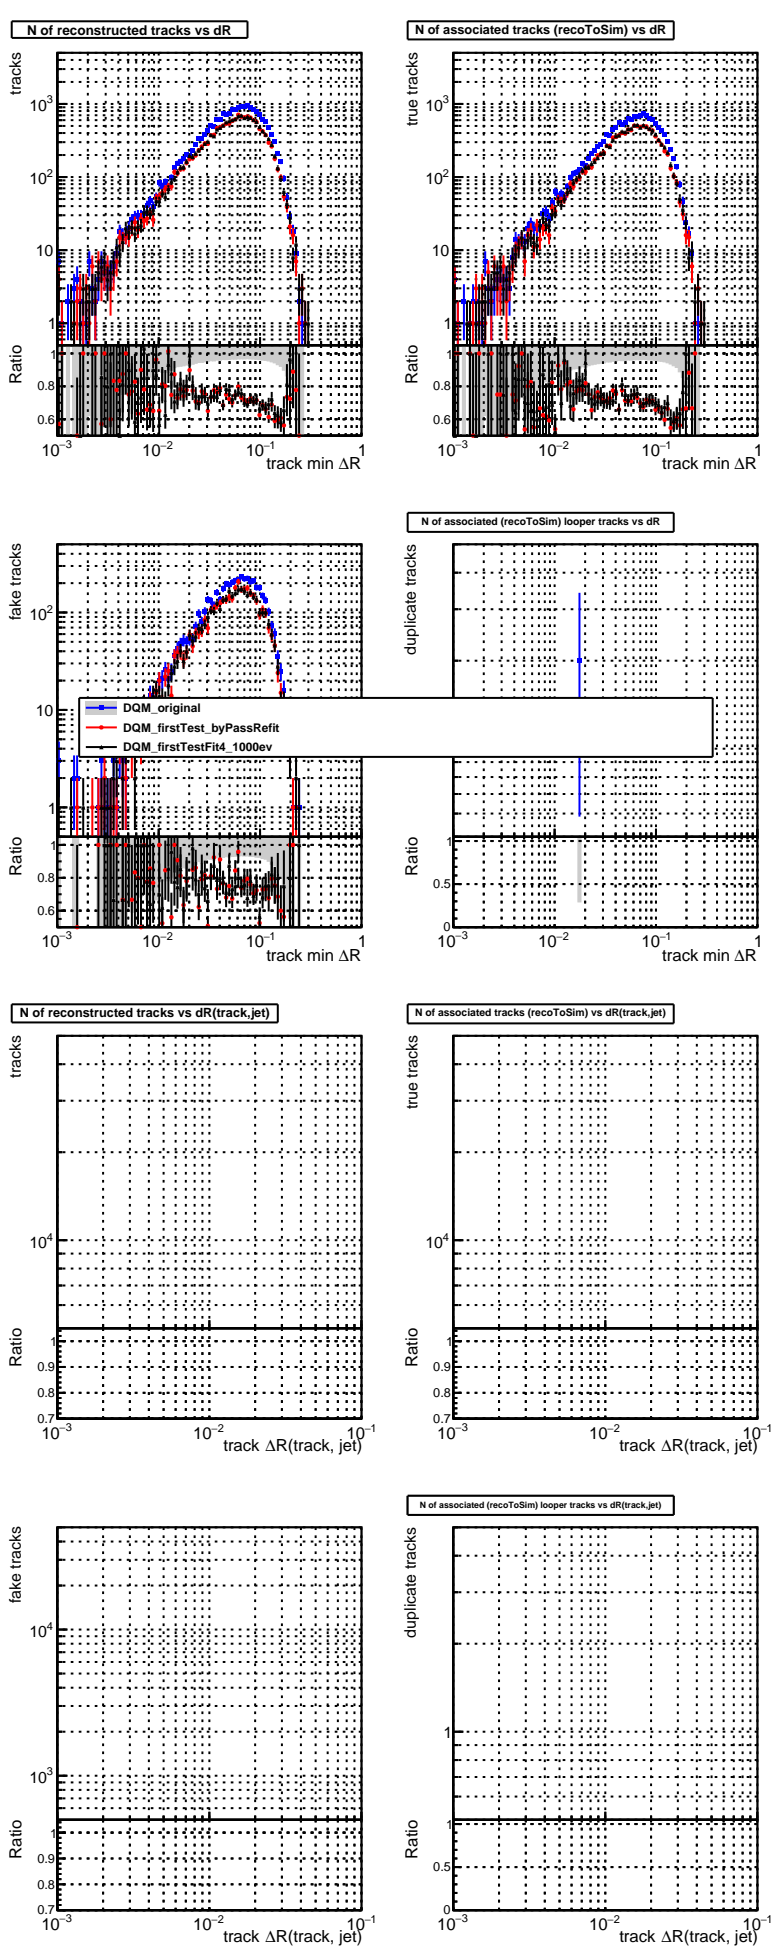 N of reconstructed tracks vs dR
tracks
10³
10²
10
1
Ratio
1
0.8
0.6
10⁻³
10⁻²
10⁻¹
1
track min ΔR
N of associated tracks (recoToSim) vs dR
true tracks
10³
10²
10
1
Ratio
1
0.8
0.6
10⁻³
10⁻²
10⁻¹
1
track min ΔR
fake tracks
10²
10
1
Ratio
1
0.8
0.6
10⁻³
10⁻²
10⁻¹
1
track min ΔR
N of associated (recoToSim) looper tracks vs dR
duplicate tracks
Ratio
1
0.5
0
10⁻³
10⁻²
10⁻¹
1
track min ΔR
DQM_original
DQM_firstTest_byPassRefit
DQM_firstTestFit4_1000ev
N of reconstructed tracks vs dR(track,jet)
tracks
10⁴
Ratio
1
0.9
0.8
0.7
10⁻³
10⁻²
10⁻¹
track ΔR(track, jet)
N of associated tracks (recoToSim) vs dR(track,jet)
true tracks
10⁴
Ratio
1
0.9
0.8
0.7
10⁻³
10⁻²
10⁻¹
track ΔR(track, jet)
fake tracks
10⁴
10³
Ratio
1
0.9
0.8
0.7
10⁻³
10⁻²
10⁻¹
track ΔR(track, jet)
N of associated (recoToSim) looper tracks vs dR(track,jet)
duplicate tracks
1
Ratio
1
0.5
0
10⁻³
10⁻²
10⁻¹
track ΔR(track, jet)